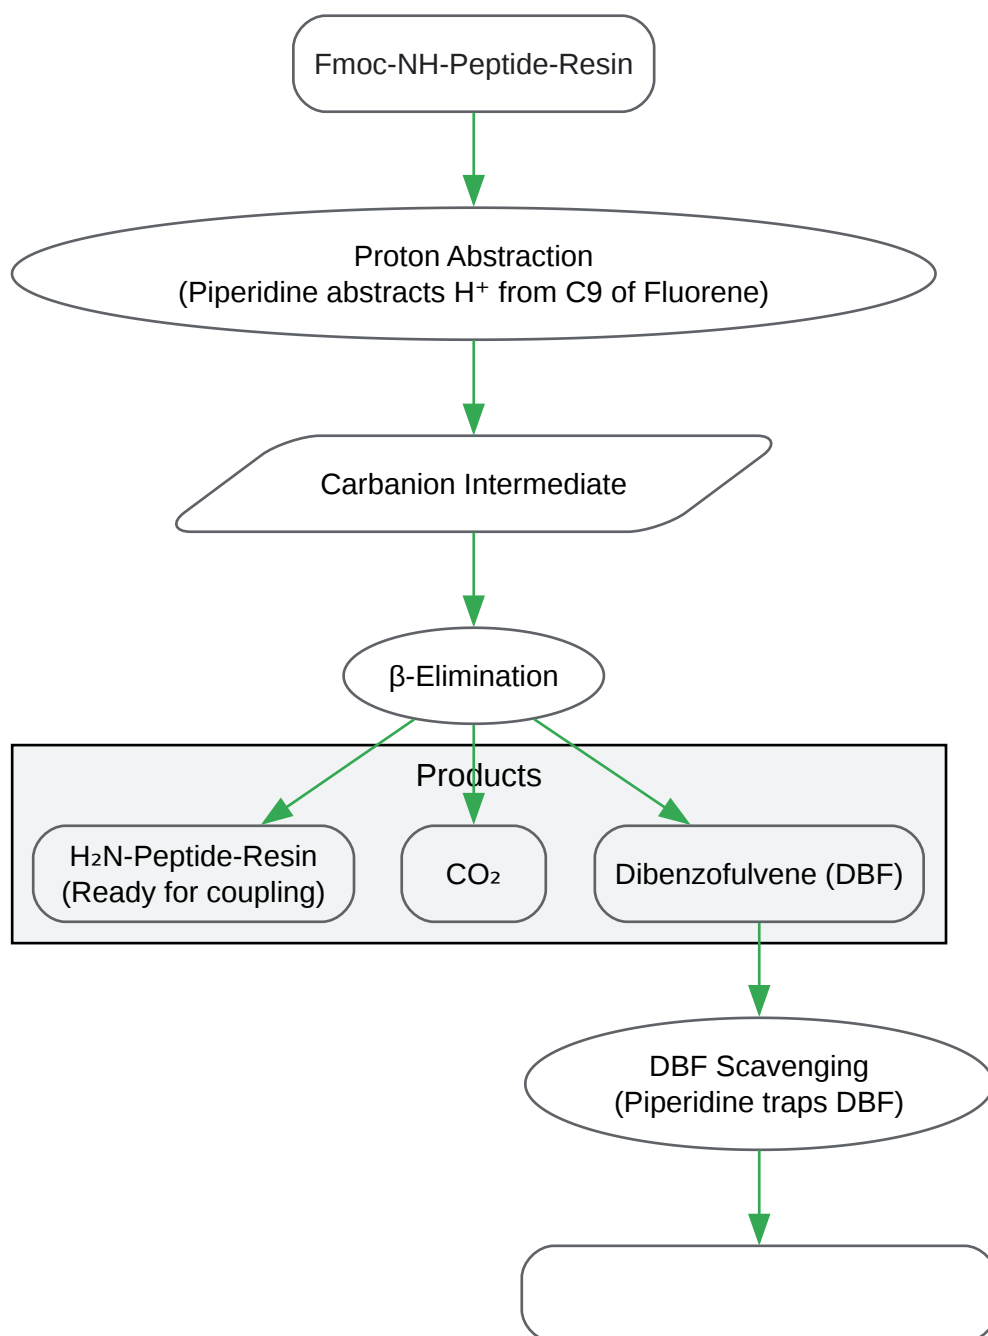 Fmoc-NH-Peptide-Resin
Proton Abstraction
(Piperidine abstracts H⁺ from C9 of Fluorene)
Carbanion Intermediate
β-Elimination
Products
H₂N-Peptide-Resin
(Ready for coupling)
CO₂
Dibenzofulvene (DBF)
DBF Scavenging
(Piperidine traps DBF)